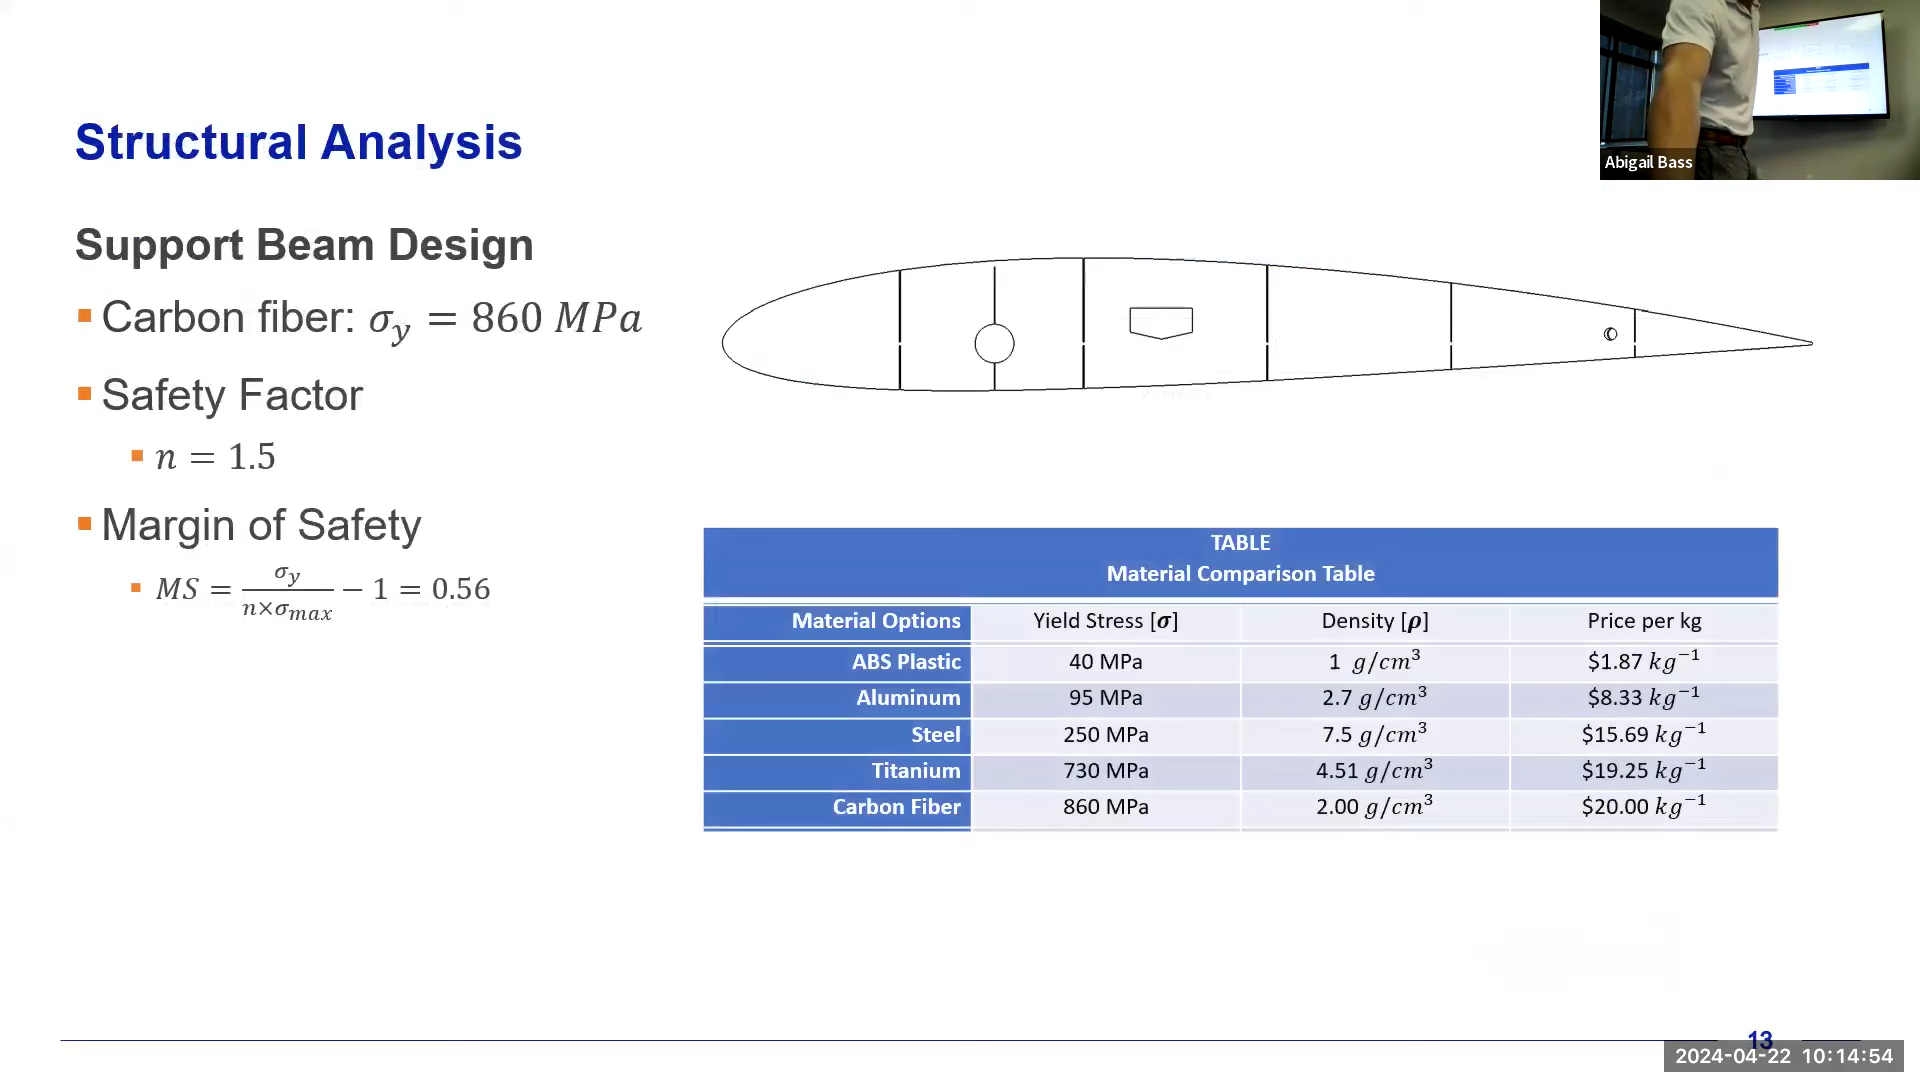 Structural Analysis
Abigail Bass
Support Beam Design
Carbon fiber: σ_y = 860 MPa
Safety Factor
n = 1.5
Margin of Safety
MS = σ_y/(n×σ_max) − 1 = 0.56
TABLE
Material Comparison Table
Material Options Yield Stress [σ] Density [ρ] Price per kg
ABS Plastic 40 MPa 1 g/cm³ $1.87 kg⁻¹
Aluminum 95 MPa 2.7 g/cm³ $8.33 kg⁻¹
Steel 250 MPa 7.5 g/cm³ $15.69 kg⁻¹
Titanium 730 MPa 4.51 g/cm³ $19.25 kg⁻¹
Carbon Fiber 860 MPa 2.00 g/cm³ $20.00 kg⁻¹
13
2024-04-22 10:14:54